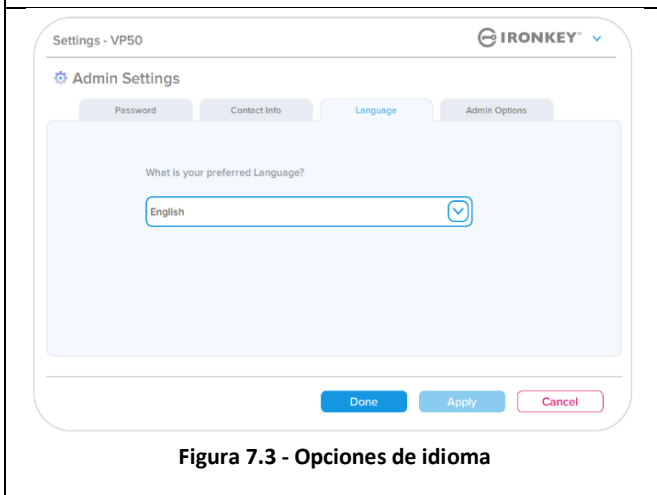 Settings - VP50
IRONKEY™
Admin Settings
Password Contact Info Language Admin Options
What is your preferred Language?
English
Done Apply Cancel
Figura 7.3 - Opciones de idioma